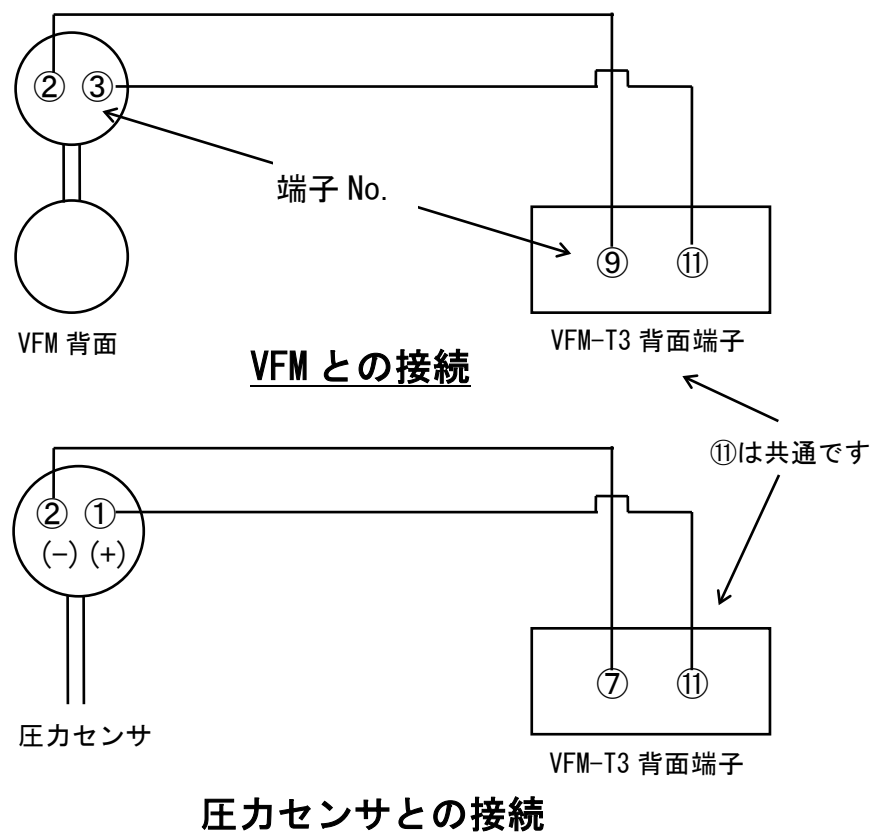 ② ③
端子 No.
⑨ ⑪
VFM 背面
VFM-T3 背面端子
VFM との接続
⑪は共通です
② ①
(-) (+)
⑦ ⑪
圧力センサ
VFM-T3 背面端子
圧力センサとの接続